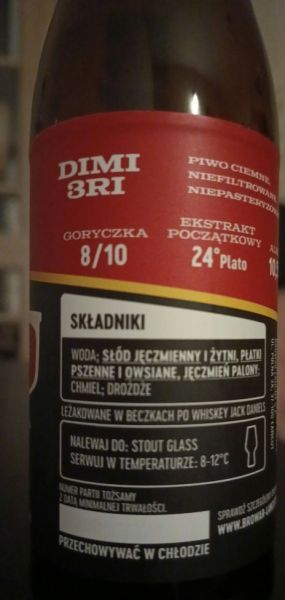 DIMI
3RI
PIWO CIEMNE,
NIEFILTROWANE,
GORYCZKA
8/10
EKSTRAKT
POCZĄTKOWY
24° Plato
SKŁADNIKI
WODA; SŁÓD JĘCZMIENNY I ŻYTNI, PŁATKI
PSZENNE I OWSIANE, JĘCZMIEŃ PALONY;
CHMIEL; DROŻDŻE
LEŻAKOWANE W BECZKACH PO WHISKEY JACK DANELS
NALEWAJ DO: STOUT GLASS
SERWUJ W TEMPERATURZE: 8-12°C
NUMER PARTII TOŻSAMY
Z DATĄ MINIMALNEJ TRWAŁOŚCI.
SPRAWDŹ
PRZECHOWYWAĆ W CHŁODZIE